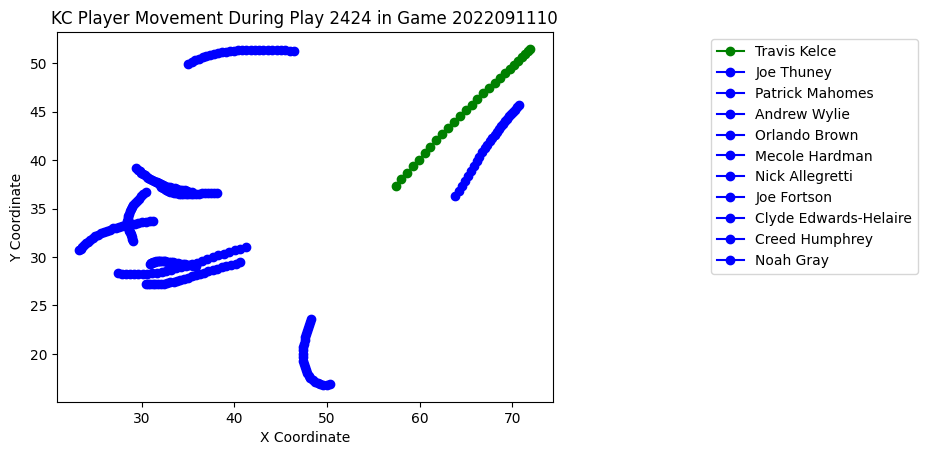 KC Player Movement During Play 2424 in Game 2022091110
50
45
40
35
30
25
20
Y Coordinate
30
40
50
60
70
X Coordinate
Travis Kelce
Joe Thuney
Patrick Mahomes
Andrew Wylie
Orlando Brown
Mecole Hardman
Nick Allegretti
Joe Fortson
Clyde Edwards-Helaire
Creed Humphrey
Noah Gray